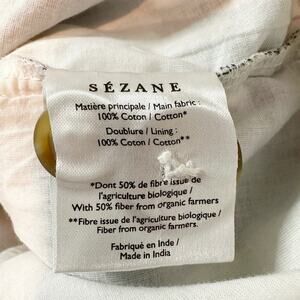 SÉZANE
Matière principale / Main fabric :
100% Coton / Cotton*
Doublure / Lining :
100% Coton / Cotton**
*Dont 50% de fibre issue de
l'agriculture biologique /
With 50% fiber from organic farmers.
**Fibre issue de l'agriculture biologique /
Fiber from organic farmers.
Fabriqué en Inde /
Made in India